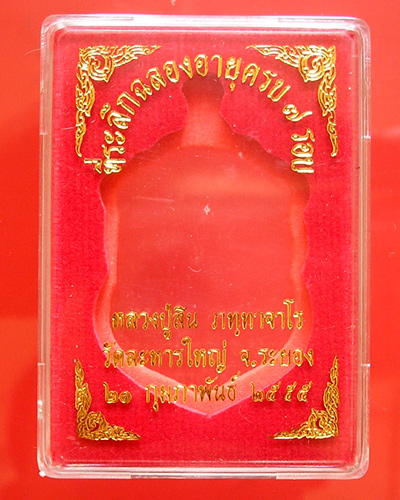 ที่ระลึกฉลองอายุครบ ๗ รอบ
หลวงปู่สิน ภทฺทาจาโร
วัดละหารใหญ่ จ.ระยอง
๒๑ กุมภาพันธ์ ๒๕๕๕